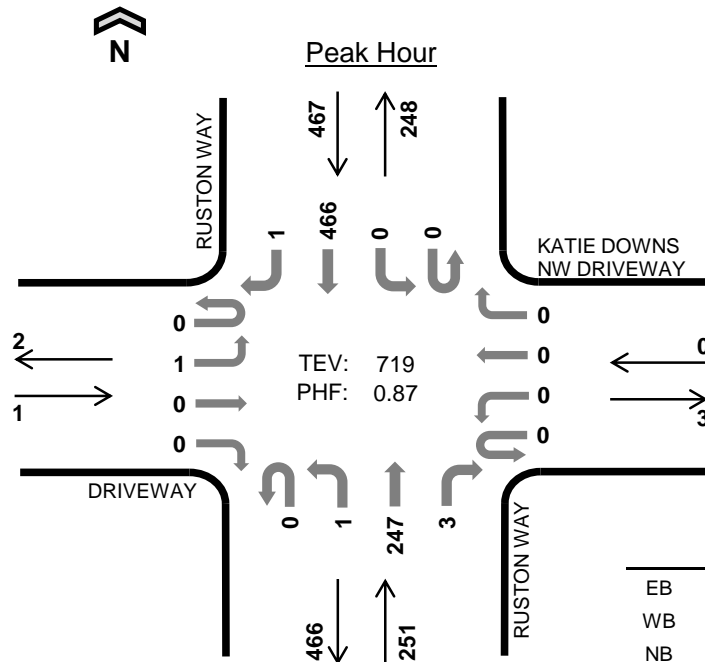 N
Peak Hour
467
248
RUSTON WAY
1
466
0
0
KATIE DOWNS
NW DRIVEWAY
0
0
2
1
0
0
TEV: 719
PHF: 0.87
0
0
1
0
0
3
0
DRIVEWAY
0
1
247
3
RUSTON WAY
466
251
EB
WB
NB